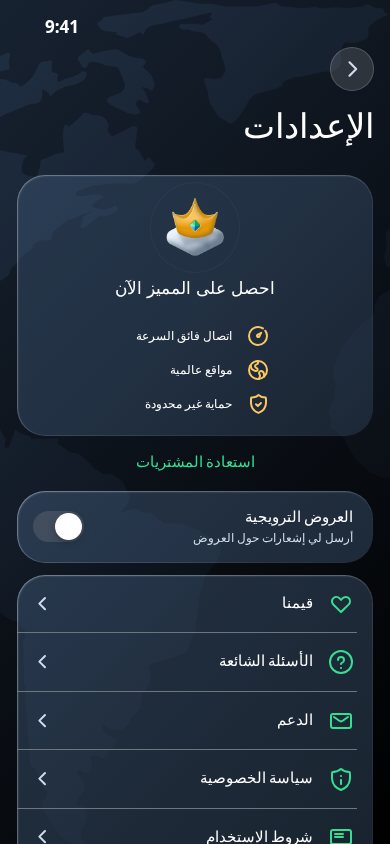 9:41
الإعدادات
احصل على المميز الآن
اتصال فائق السرعة
مواقع عالمية
حماية غير محدودة
استعادة المشتريات
العروض الترويجية
أرسل لي إشعارات حول العروض
قيمنا
الأسئلة الشائعة
الدعم
سياسة الخصوصية
شروط الاستخدام